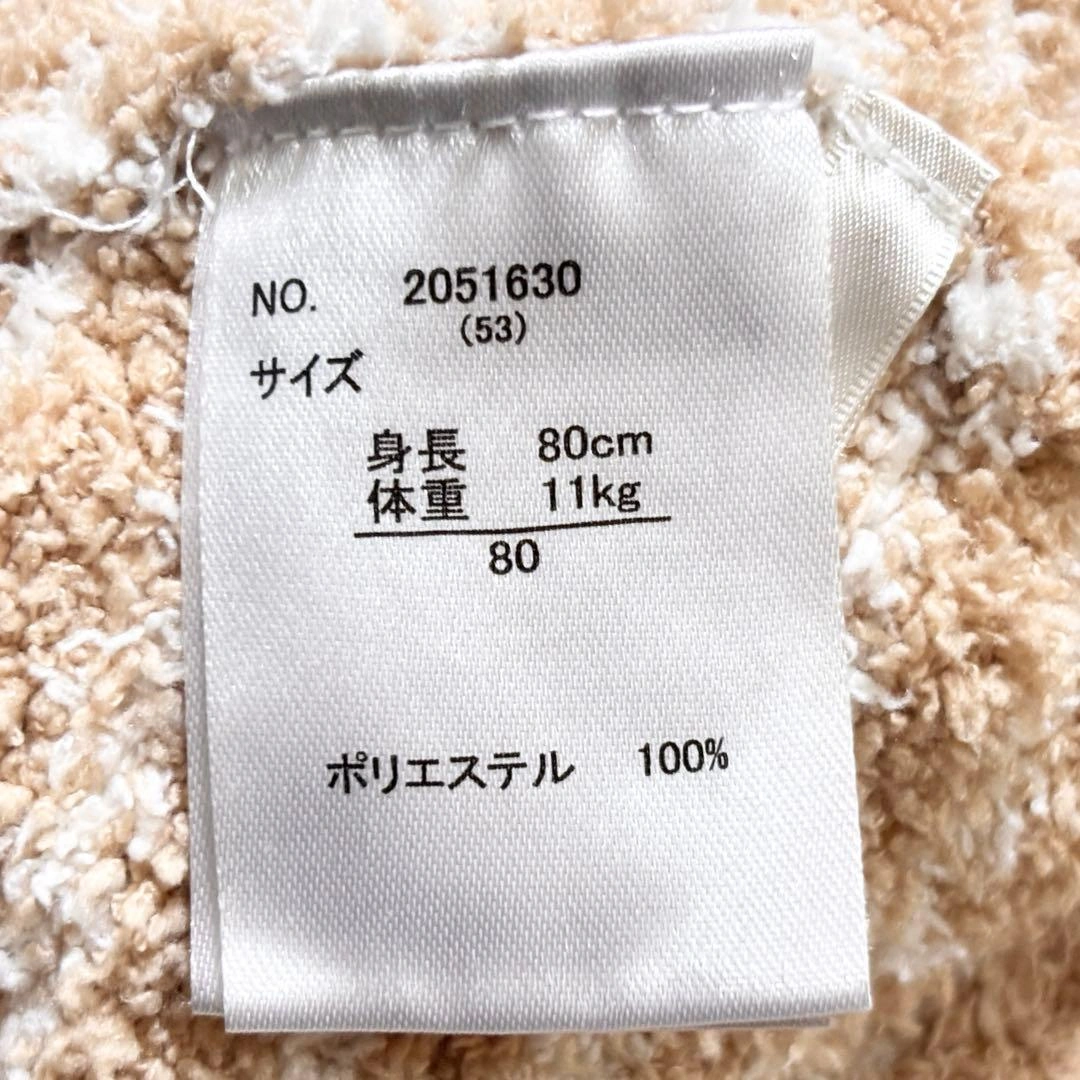 NO. 2051630
(53)
サイズ
身長 80cm
体重 11kg
80
ポリエステル 100%